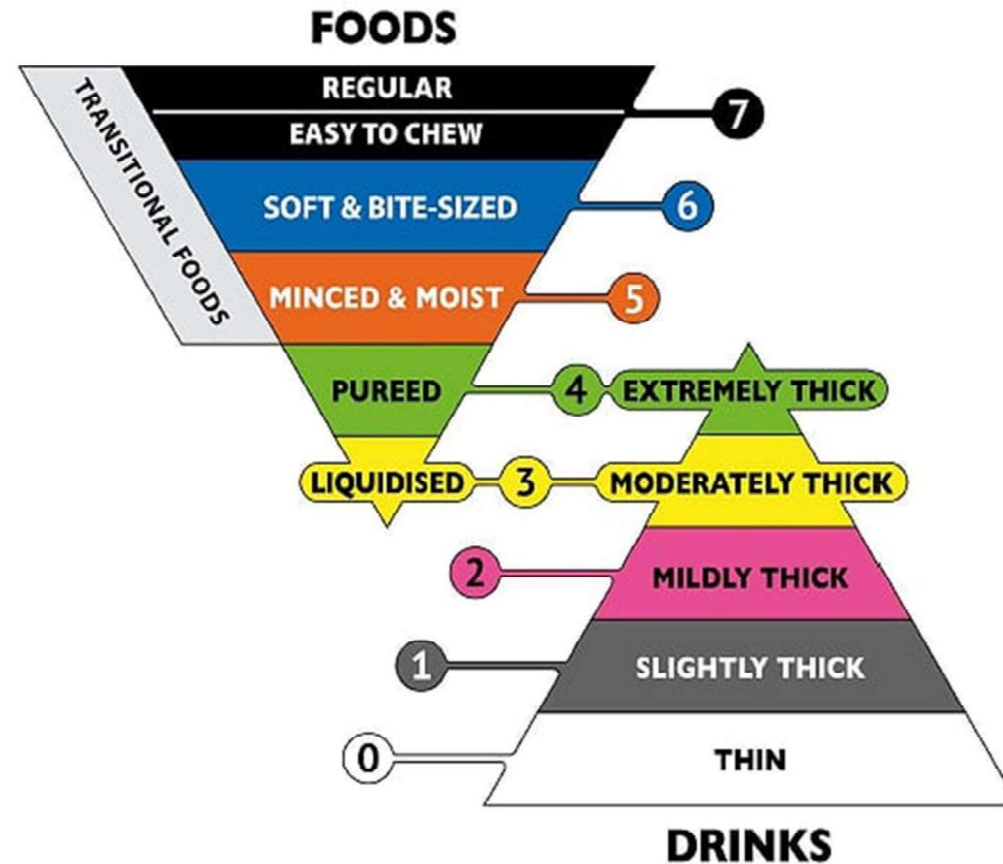 FOODS
TRANSITIONAL FOODS
REGULAR
EASY TO CHEW
7
SOFT & BITE-SIZED
6
MINCED & MOIST
5
PUREED
4
EXTREMELY THICK
LIQUIDISED
3
MODERATELY THICK
2
MILDLY THICK
1
SLIGHTLY THICK
0
THIN
DRINKS